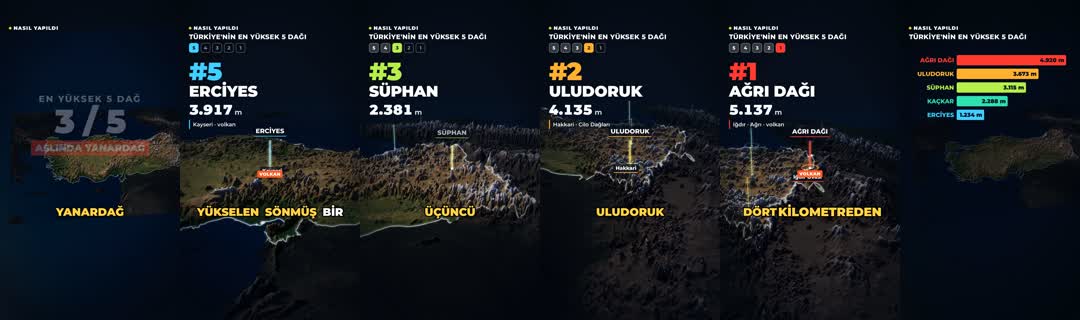 NASIL YAPILDI
EN YÜKSEK 5 DAĞ
3/5
ASLINDA YANARDAĞ
YANARDAĞ
NASIL YAPILDI
TÜRKİYE'NİN EN YÜKSEK 5 DAĞI
5 4 3 2 1
#5
ERCİYES
3.917 m
Kayseri · volkan
ERCİYES
VOLKAN
YÜKSELEN SÖNMÜŞ BİR
NASIL YAPILDI
TÜRKİYE'NİN EN YÜKSEK 5 DAĞI
5 4 3 2 1
#3
SÜPHAN
2.381 m
SÜPHAN
ÜÇÜNCÜ
NASIL YAPILDI
TÜRKİYE'NİN EN YÜKSEK 5 DAĞI
5 4 3 2 1
#2
ULUDORUK
4.135 m
Hakkari · Cilo Dağları
ULUDORUK
Hakkari
ULUDORUK
NASIL YAPILDI
TÜRKİYE'NİN EN YÜKSEK 5 DAĞI
5 4 3 2 1
#1
AĞRI DAĞI
5.137 m
Iğdır · Ağrı · volkan
AĞRI DAĞI
VOLKAN
DÖRT KİLOMETREDEN
NASIL YAPILDI
TÜRKİYE'NİN EN YÜKSEK 5 DAĞI
AĞRI DAĞI 4.920 m
ULUDORUK 3.673 m
SÜPHAN 3.115 m
KAÇKAR 2.288 m
ERCİYES 1.234 m